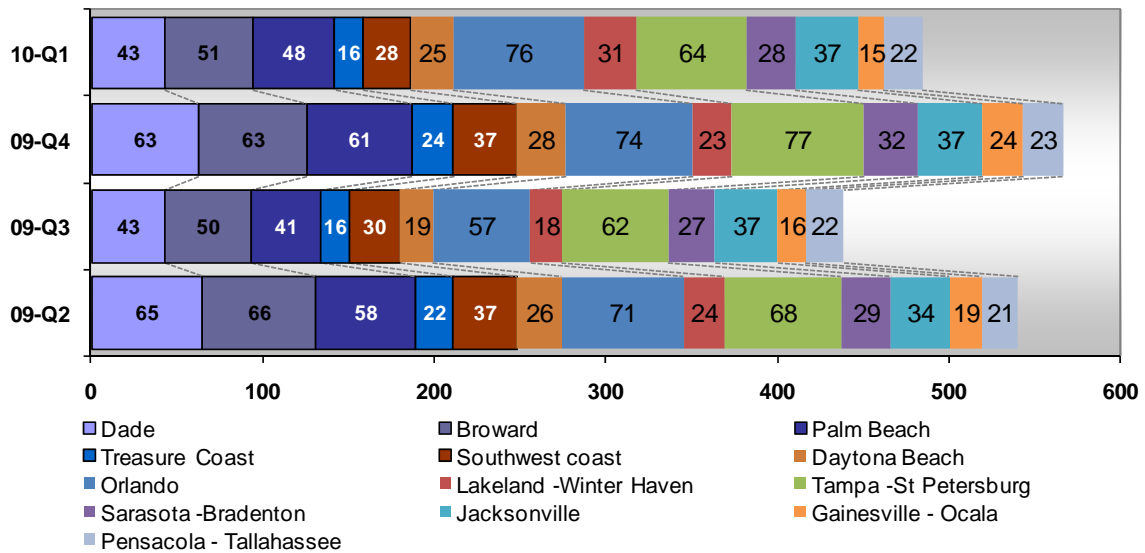 10-Q1 43 51 48 16 28 25 76 31 64 28 37 15 22
09-Q4 63 63 61 24 37 28 74 23 77 32 37 24 23
09-Q3 43 50 41 16 30 19 57 18 62 27 37 16 22
09-Q2 65 66 58 22 37 26 71 24 68 29 34 19 21
0 100 200 300 400 500 600
Dade Broward Palm Beach
Treasure Coast Southwest coast Daytona Beach
Orlando Lakeland -Winter Haven Tampa -St Petersburg
Sarasota -Bradenton Jacksonville Gainesville - Ocala
Pensacola - Tallahassee